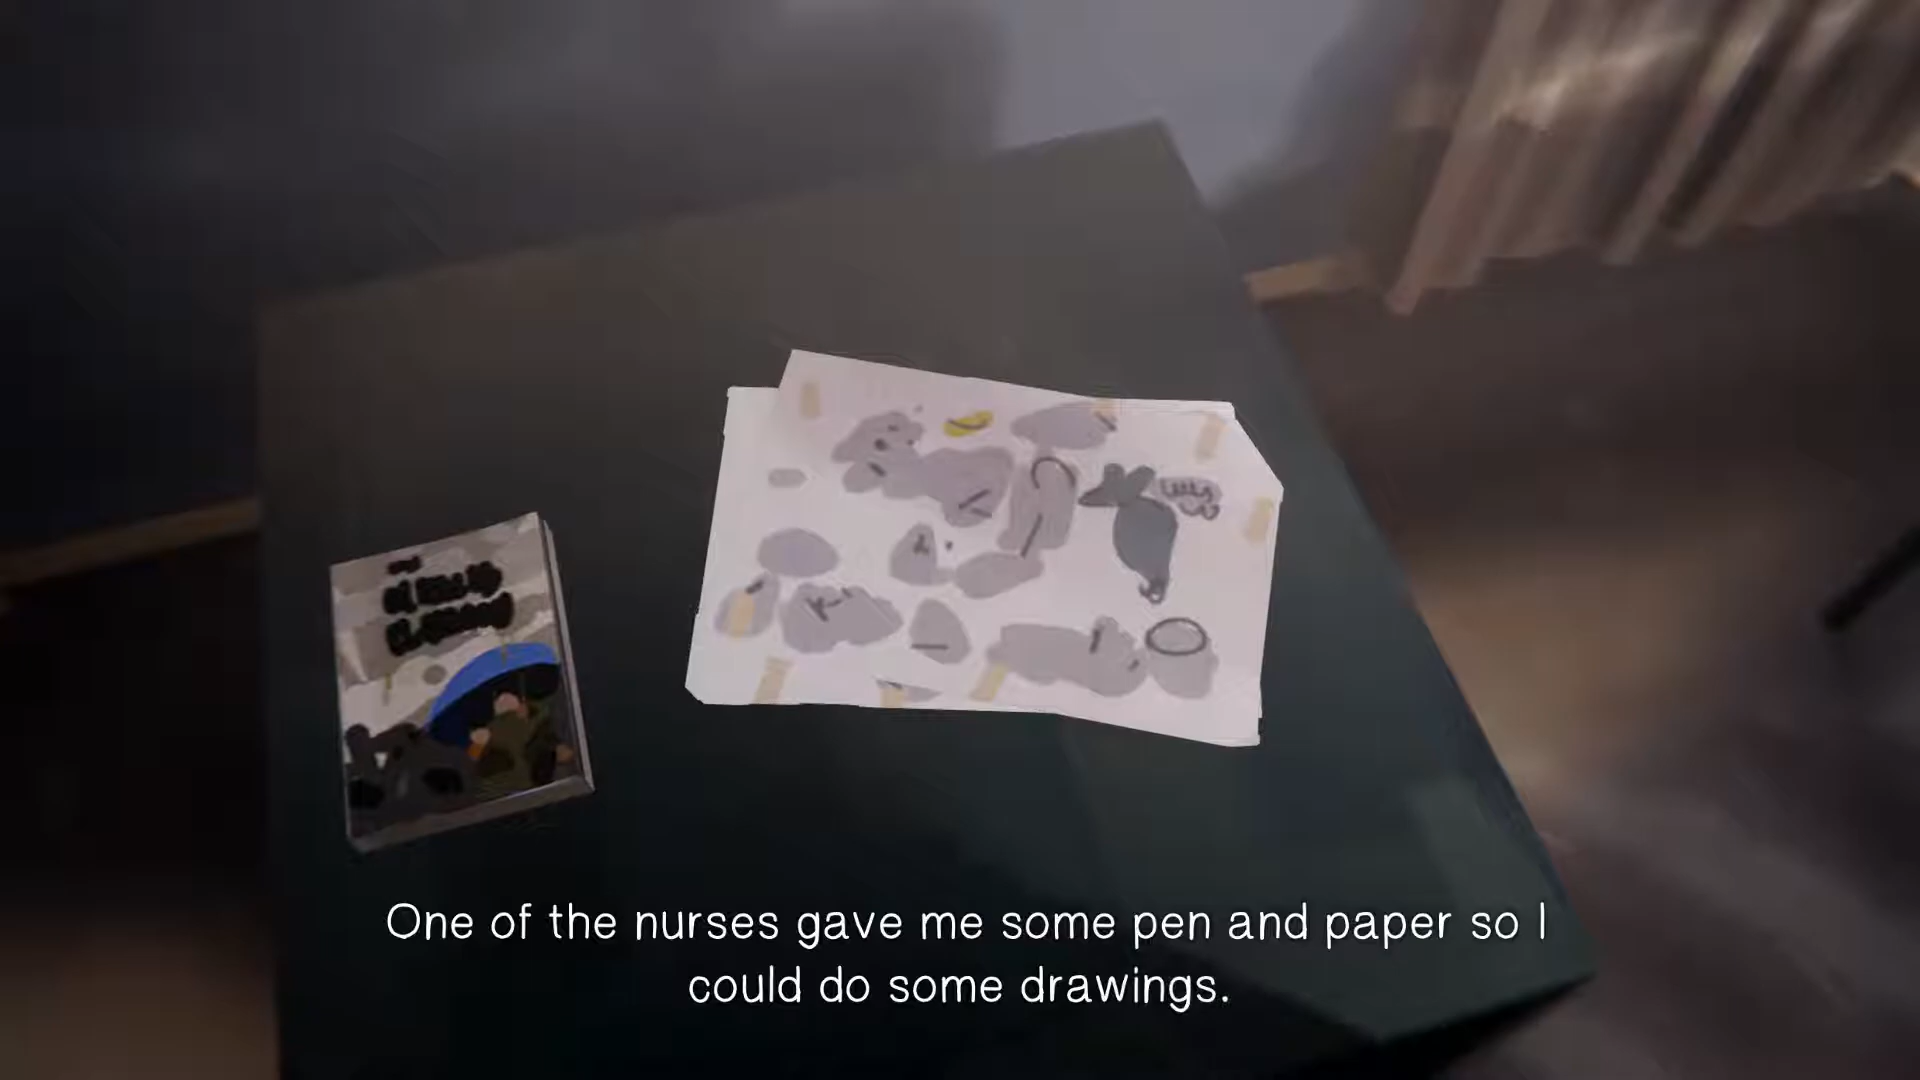 One of the nurses gave me some pen and paper so I
could do some drawings.